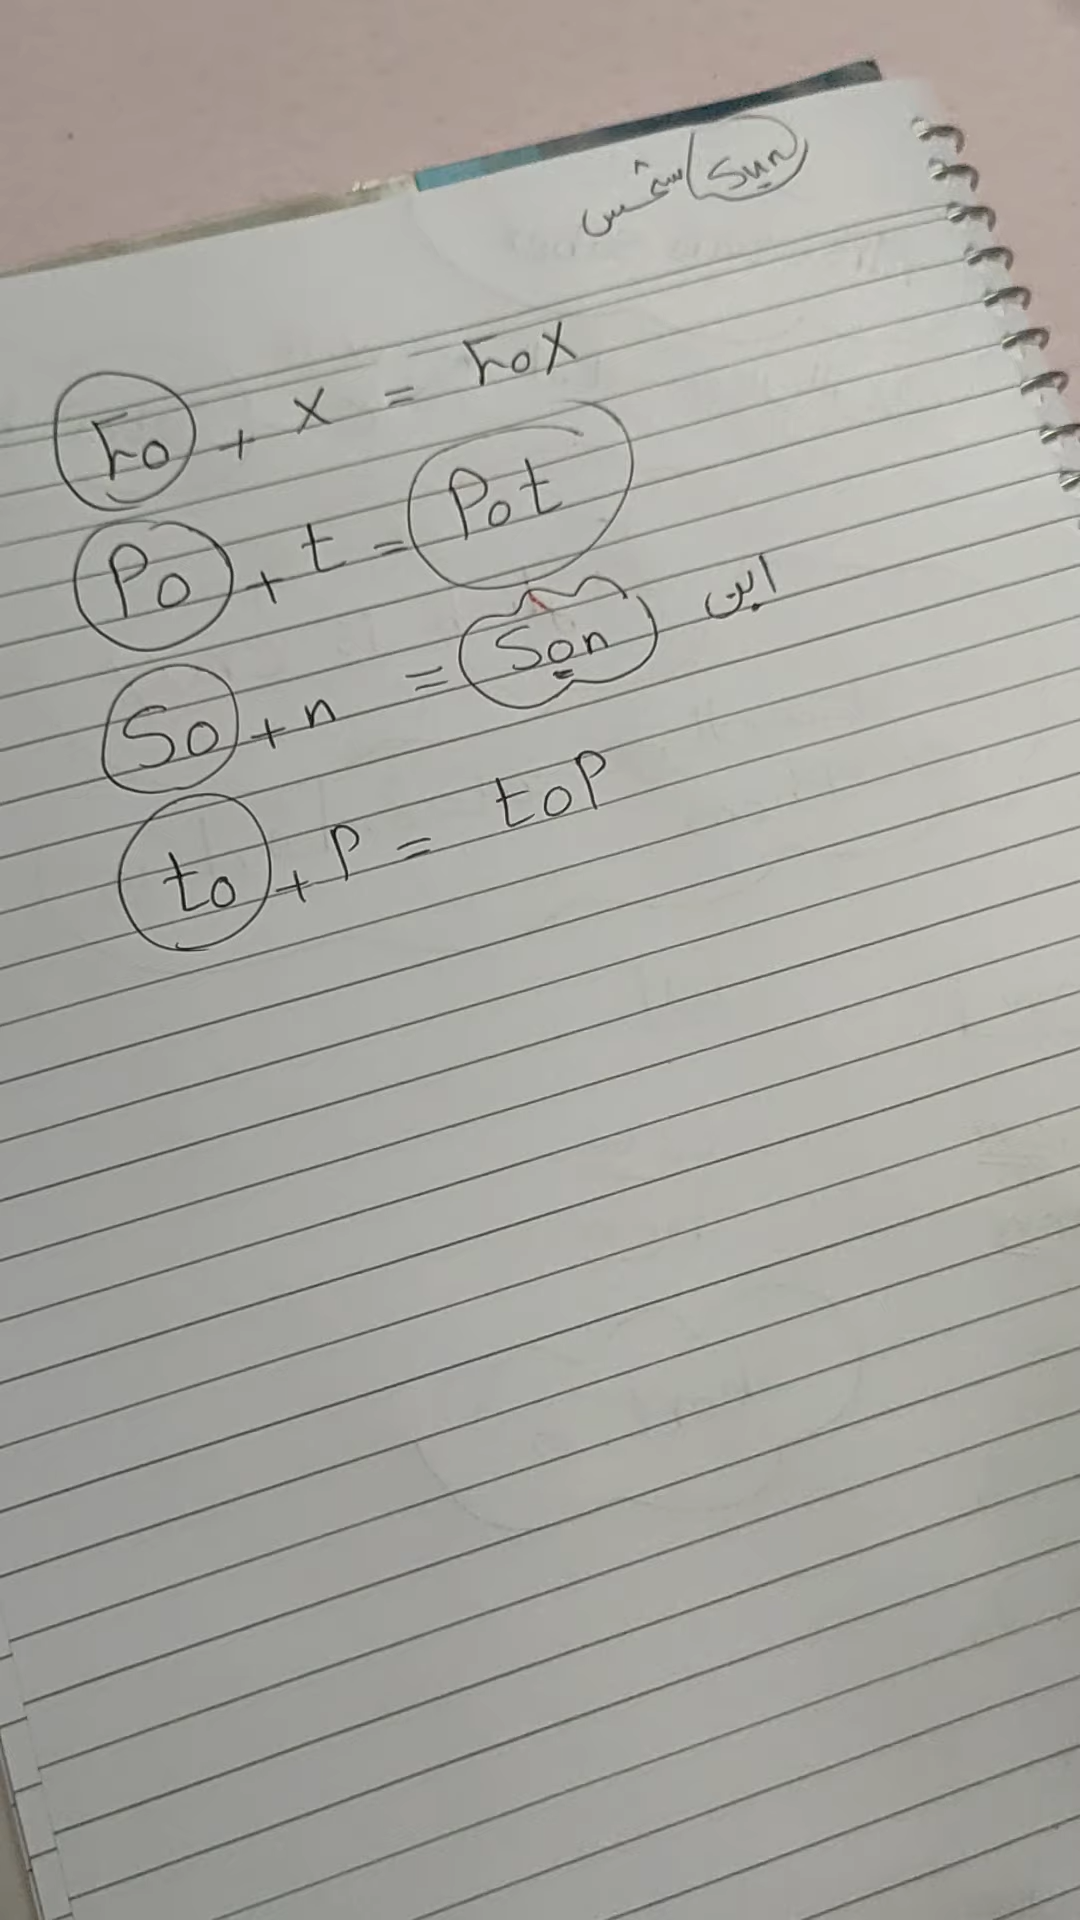 sun شمس
Fo + x = Fox
Po + t = Pot
So + n = Son ابن
to + P = toP